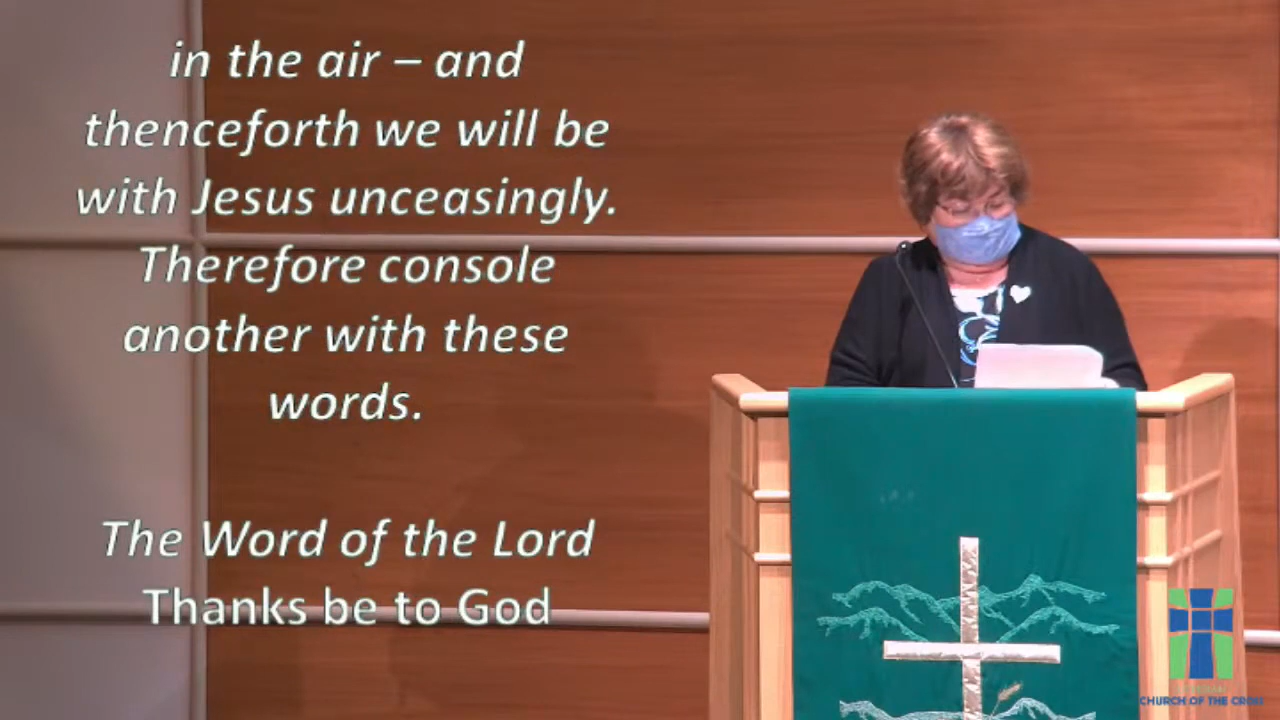 in the air – and
thenceforth we will be
with Jesus unceasingly.
Therefore console
another with these
words.
The Word of the Lord
Thanks be to God
CHURCH OF THE CROSS